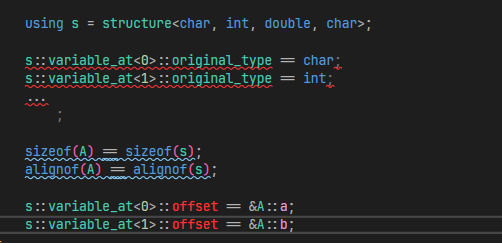 using s = structure<char, int, double, char>;
s::variable_at<0>::original_type == char;
s::variable_at<1>::original_type == int;
...
;
sizeof(A) == sizeof(s);
alignof(A) == alignof(s);
s::variable_at<0>::offset == &A::a;
s::variable_at<1>::offset == &A::b;